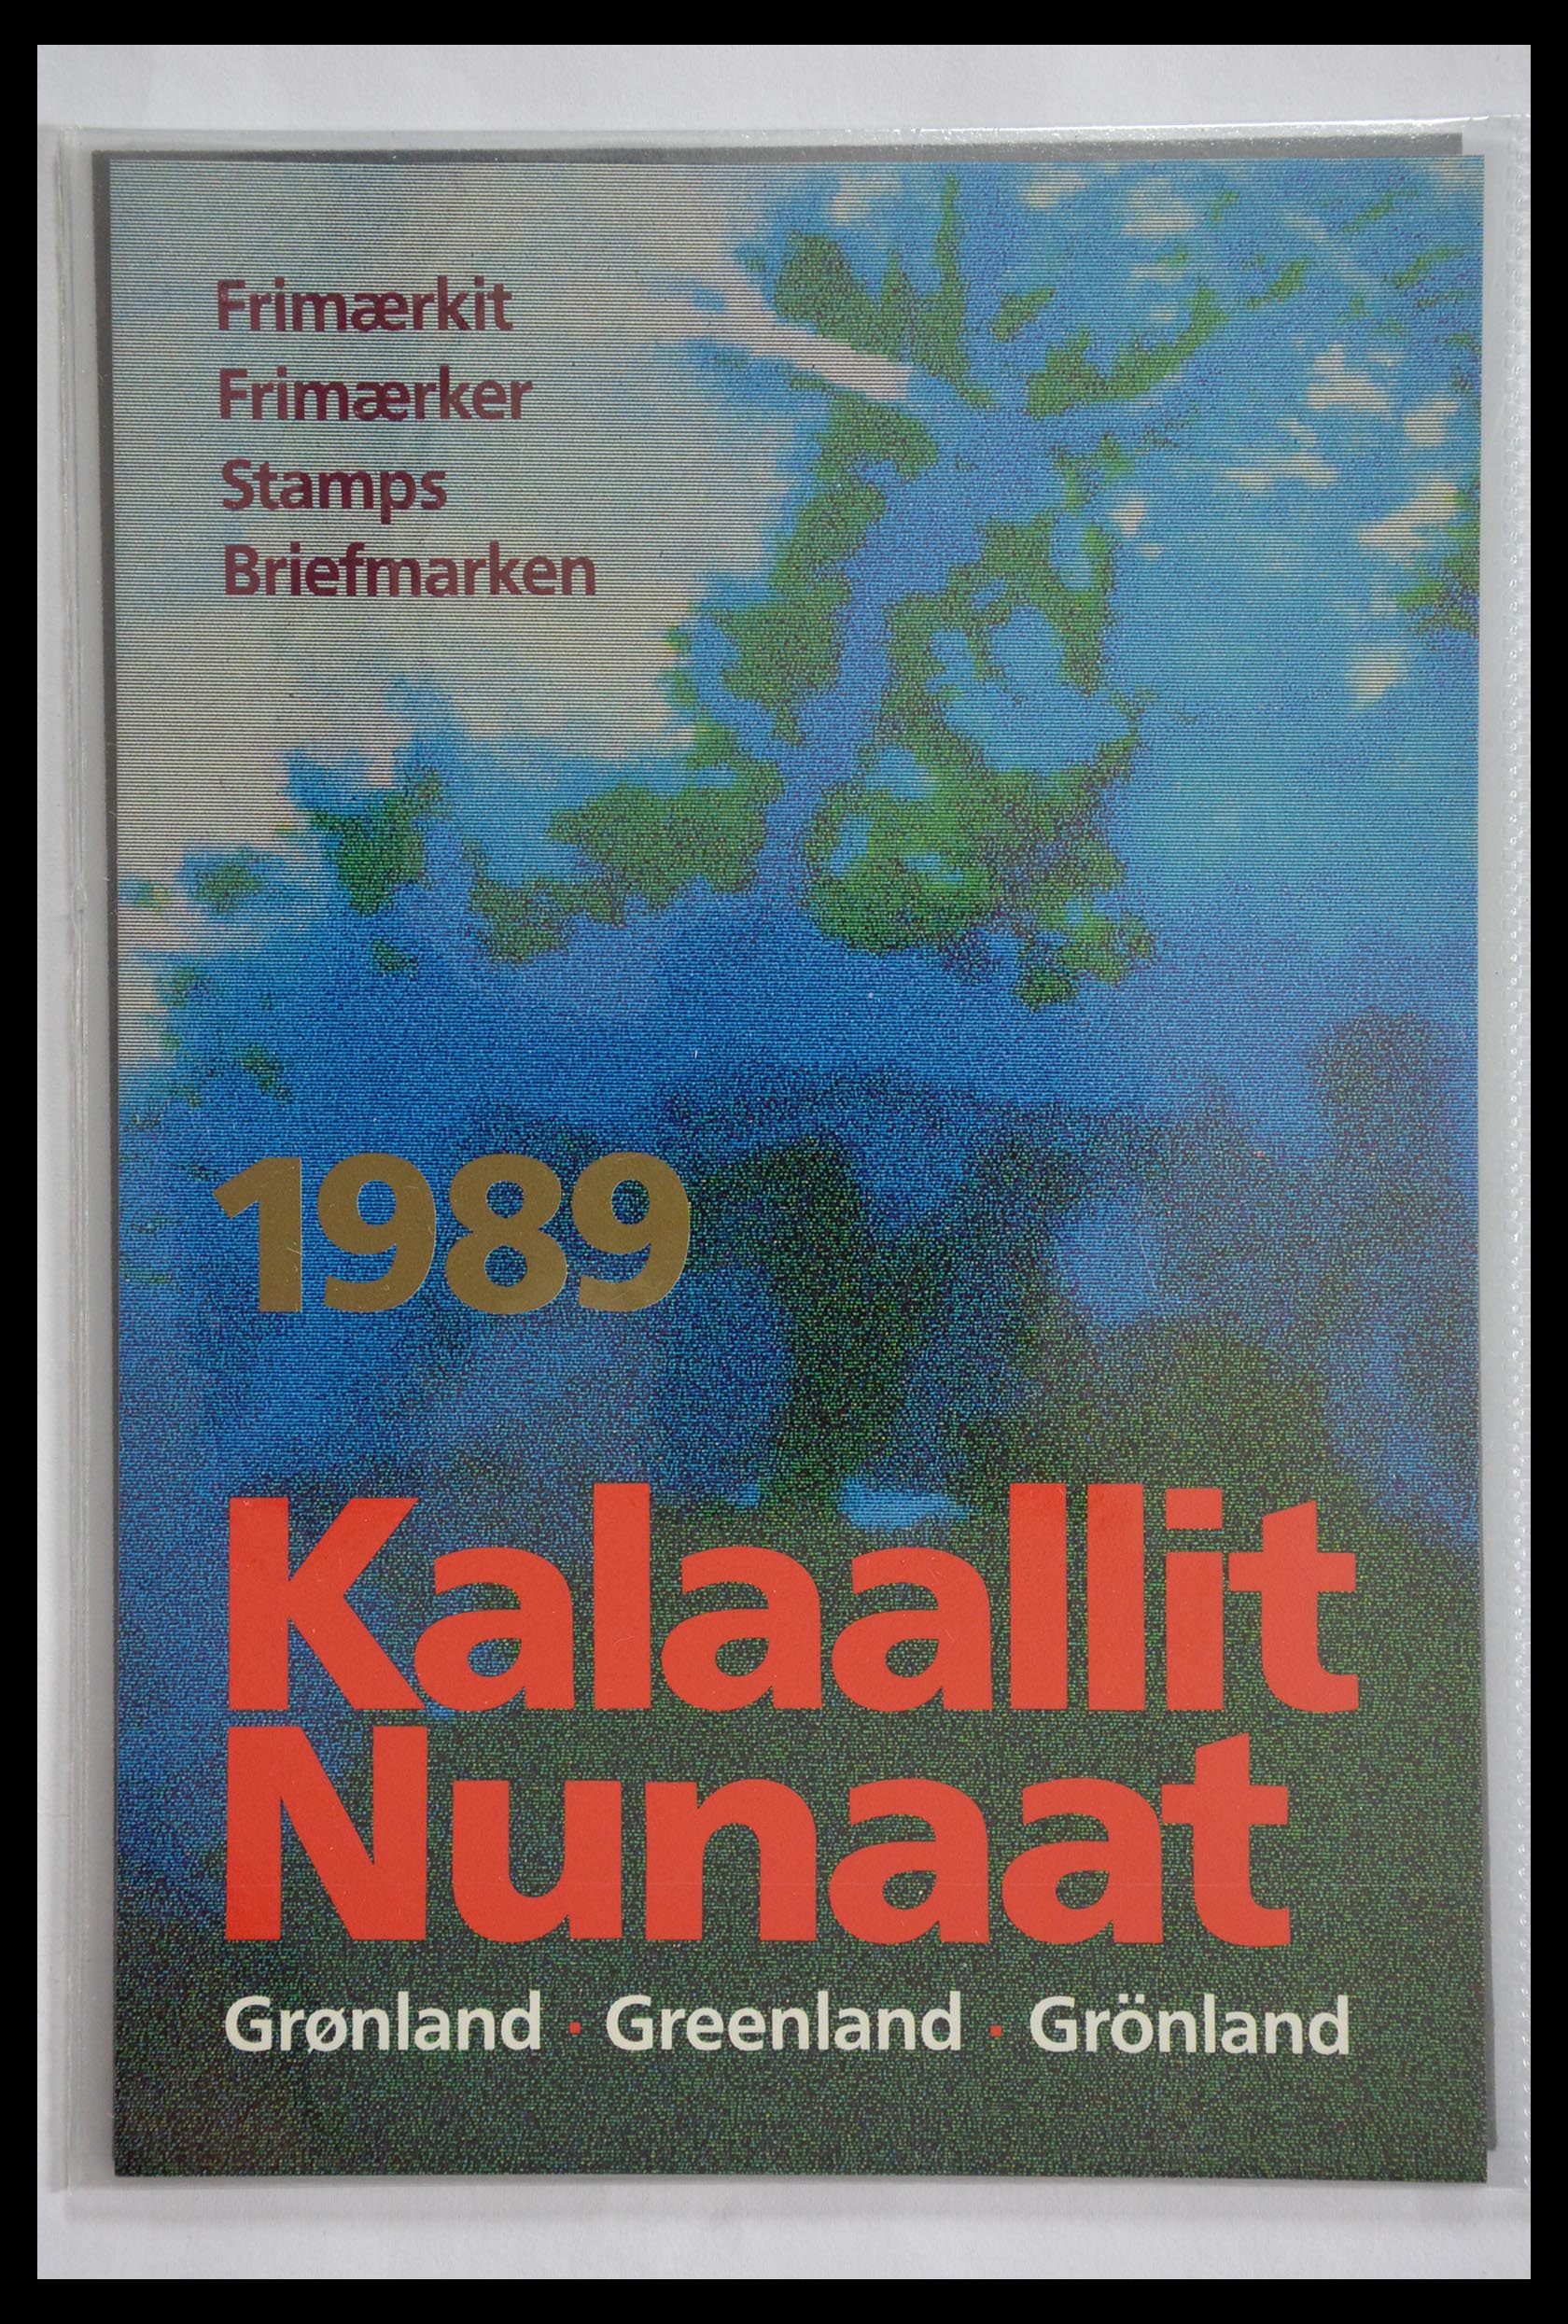 Frimærkit
Frimærker
Stamps
Briefmarken
1989
Kalaallit
Nunaat
Grønland · Greenland · Grönland